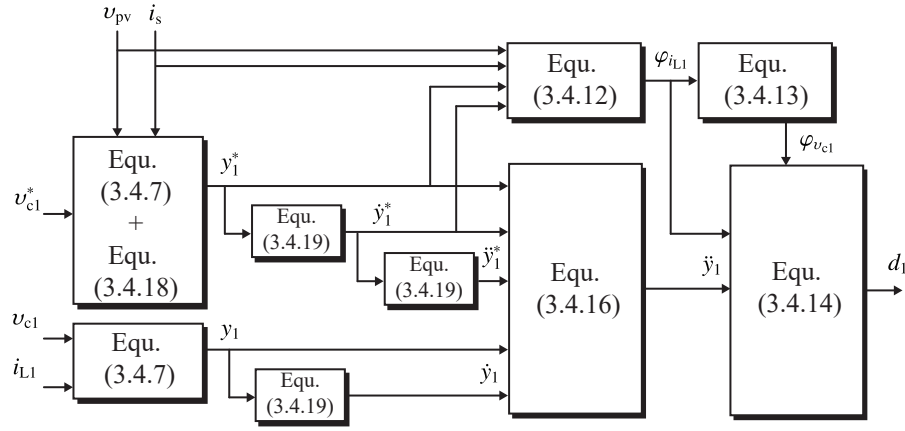 υpv
is
Equ.
(3.4.12)
φiL1
Equ.
(3.4.13)
φυc1
υ*c1
Equ.
(3.4.7)
+
Equ.
(3.4.18)
y*1
Equ.
(3.4.19)
ẏ*1
Equ.
(3.4.19)
ÿ*1
Equ.
(3.4.16)
ÿ1
Equ.
(3.4.14)
d1
υc1
iL1
Equ.
(3.4.7)
y1
Equ.
(3.4.19)
ẏ1